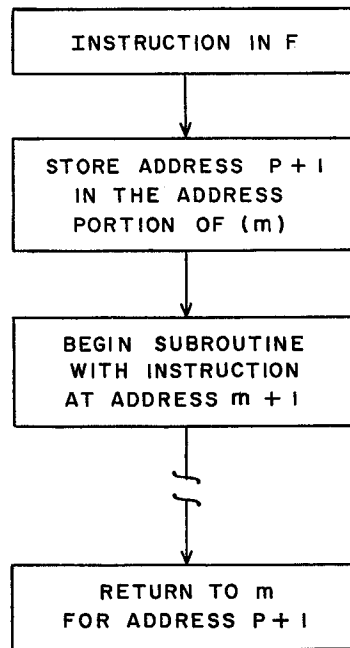 INSTRUCTION IN F
STORE ADDRESS P + 1
IN THE ADDRESS
PORTION OF (m)
BEGIN SUBROUTINE
WITH INSTRUCTION
AT ADDRESS m + 1
RETURN TO m
FOR ADDRESS P + 1